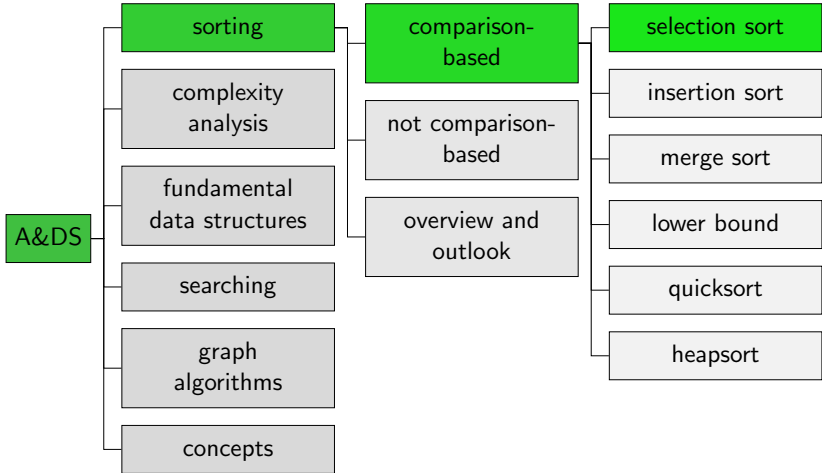 A&DS
sorting
complexity
analysis
fundamental
data structures
searching
graph
algorithms
concepts
comparison-
based
not comparison-
based
overview and
outlook
selection sort
insertion sort
merge sort
lower bound
quicksort
heapsort